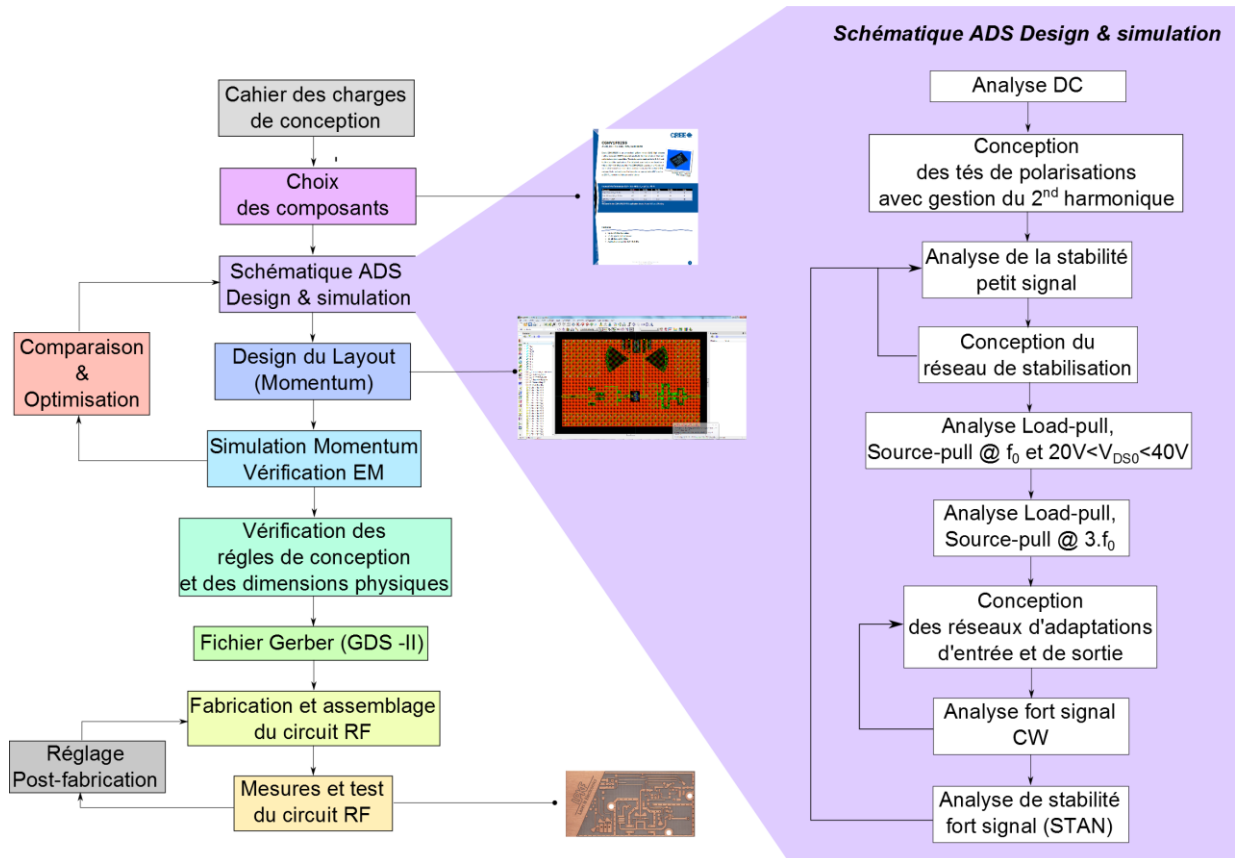 Schématique ADS Design & simulation
Cahier des charges
de conception
Choix
des composants
Schématique ADS
Design & simulation
Comparaison
&
Optimisation
Design du Layout
(Momentum)
Simulation Momentum
Vérification EM
Vérification des
régles de conception
et des dimensions physiques
Fichier Gerber (GDS -II)
Fabrication et assemblage
du circuit RF
Réglage
Post-fabrication
Mesures et test
du circuit RF
CREE
Analyse DC
Conception
des tés de polarisations
avec gestion du 2nd harmonique
Analyse de la stabilité
petit signal
Conception du
réseau de stabilisation
Analyse Load-pull,
Source-pull @ f0 et 20V<VDS0<40V
Analyse Load-pull,
Source-pull @ 3.f0
Conception
des réseaux d'adaptations
d'entrée et de sortie
Analyse fort signal
CW
Analyse de stabilité
fort signal (STAN)